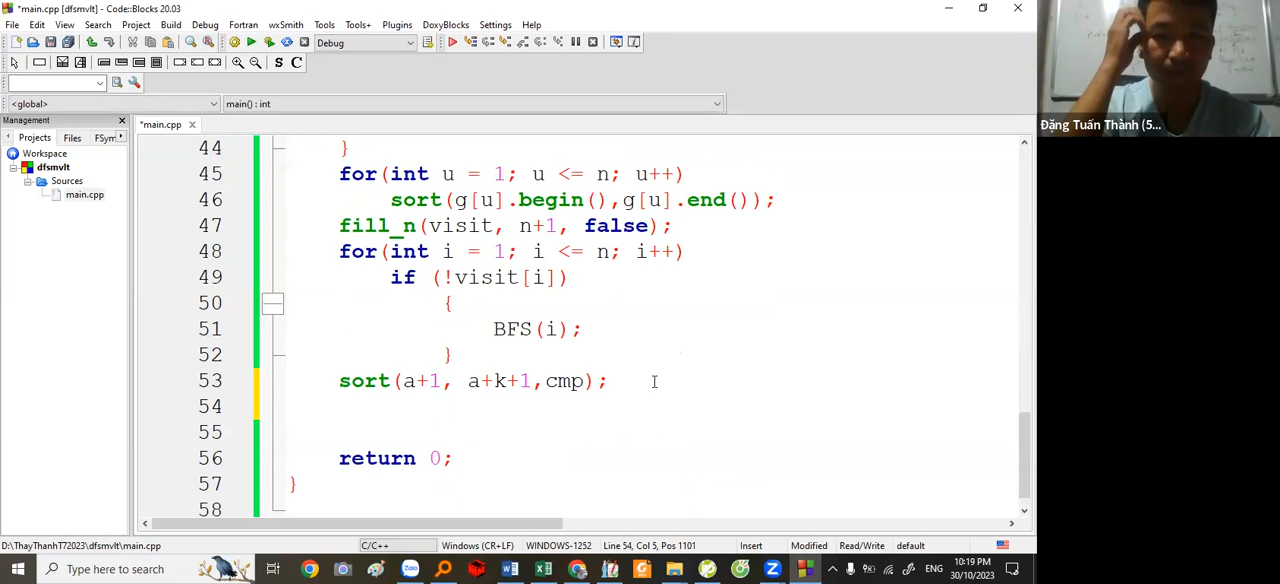 *main.cpp [dfsmvlt] - Code::Blocks 20.03
File Edit View Search Project Build Debug Fortran wxSmith Tools Tools+ Plugins DoxyBlocks Settings Help
Debug
S C
<global> main() : int
Management
Projects Files FSym
Workspace
dfsmvlt
Sources
main.cpp
*main.cpp
44 }
45 for(int u = 1; u <= n; u++)
46 sort(g[u].begin(),g[u].end());
47 fill_n(visit, n+1, false);
48 for(int i = 1; i <= n; i++)
49 if (!visit[i])
50 {
51 BFS(i);
52 }
53 sort(a+1, a+k+1,cmp);
54
55
56 return 0;
57 }
58
Đặng Tuấn Thành (5...
D:\ThayThanhT72023\dfsmvlt\main.cpp C/C++ Windows (CR+LF) WINDOWS-1252 Line 54, Col 5, Pos 1101 Insert Modified Read/Write default
Type here to search
ENG
10:19 PM
30/10/2023